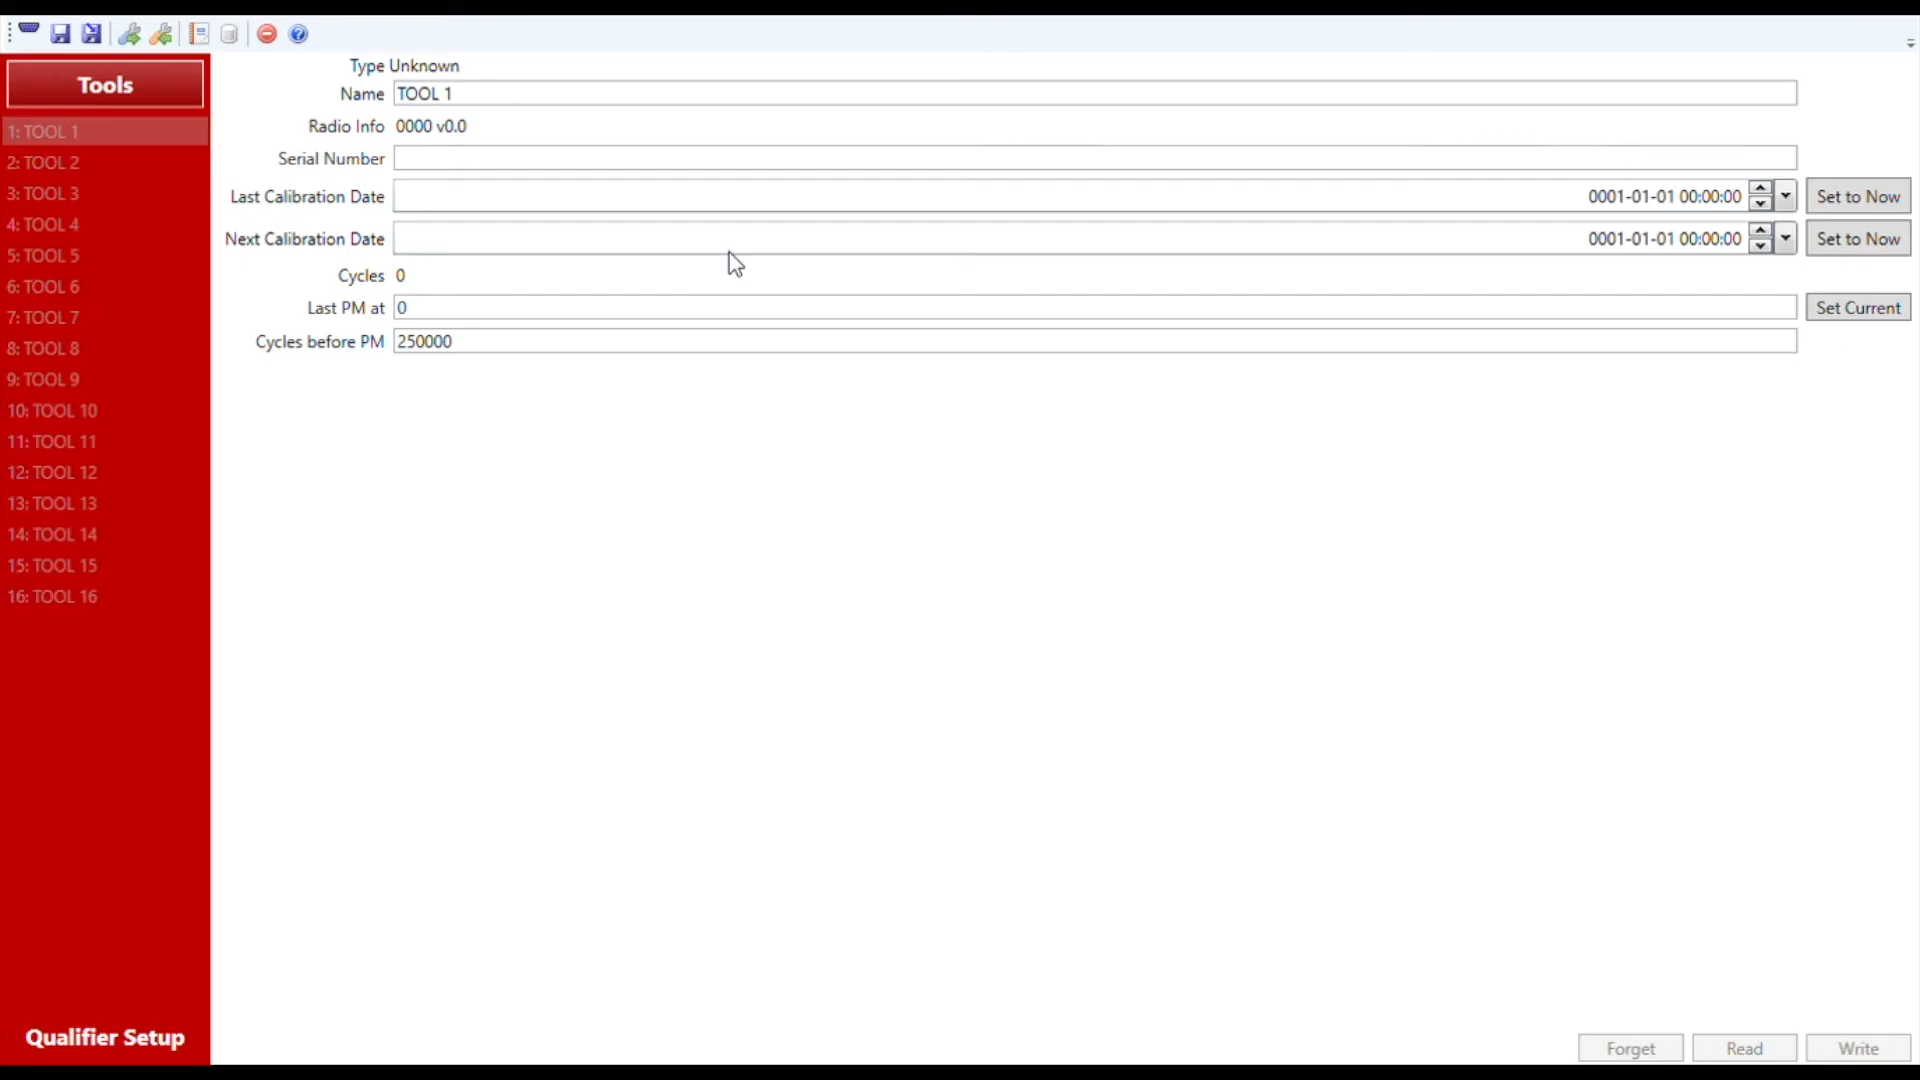 Tools
1: TOOL 1
2: TOOL 2
3: TOOL 3
4: TOOL 4
5: TOOL 5
6: TOOL 6
7: TOOL 7
8: TOOL 8
9: TOOL 9
10: TOOL 10
11: TOOL 11
12: TOOL 12
13: TOOL 13
14: TOOL 14
15: TOOL 15
16: TOOL 16
Qualifier Setup
Type Unknown
Name TOOL 1
Radio Info 0000 v0.0
Serial Number
Last Calibration Date 0001-01-01 00:00:00 Set to Now
Next Calibration Date 0001-01-01 00:00:00 Set to Now
Cycles 0
Last PM at 0 Set Current
Cycles before PM 250000
Forget Read Write